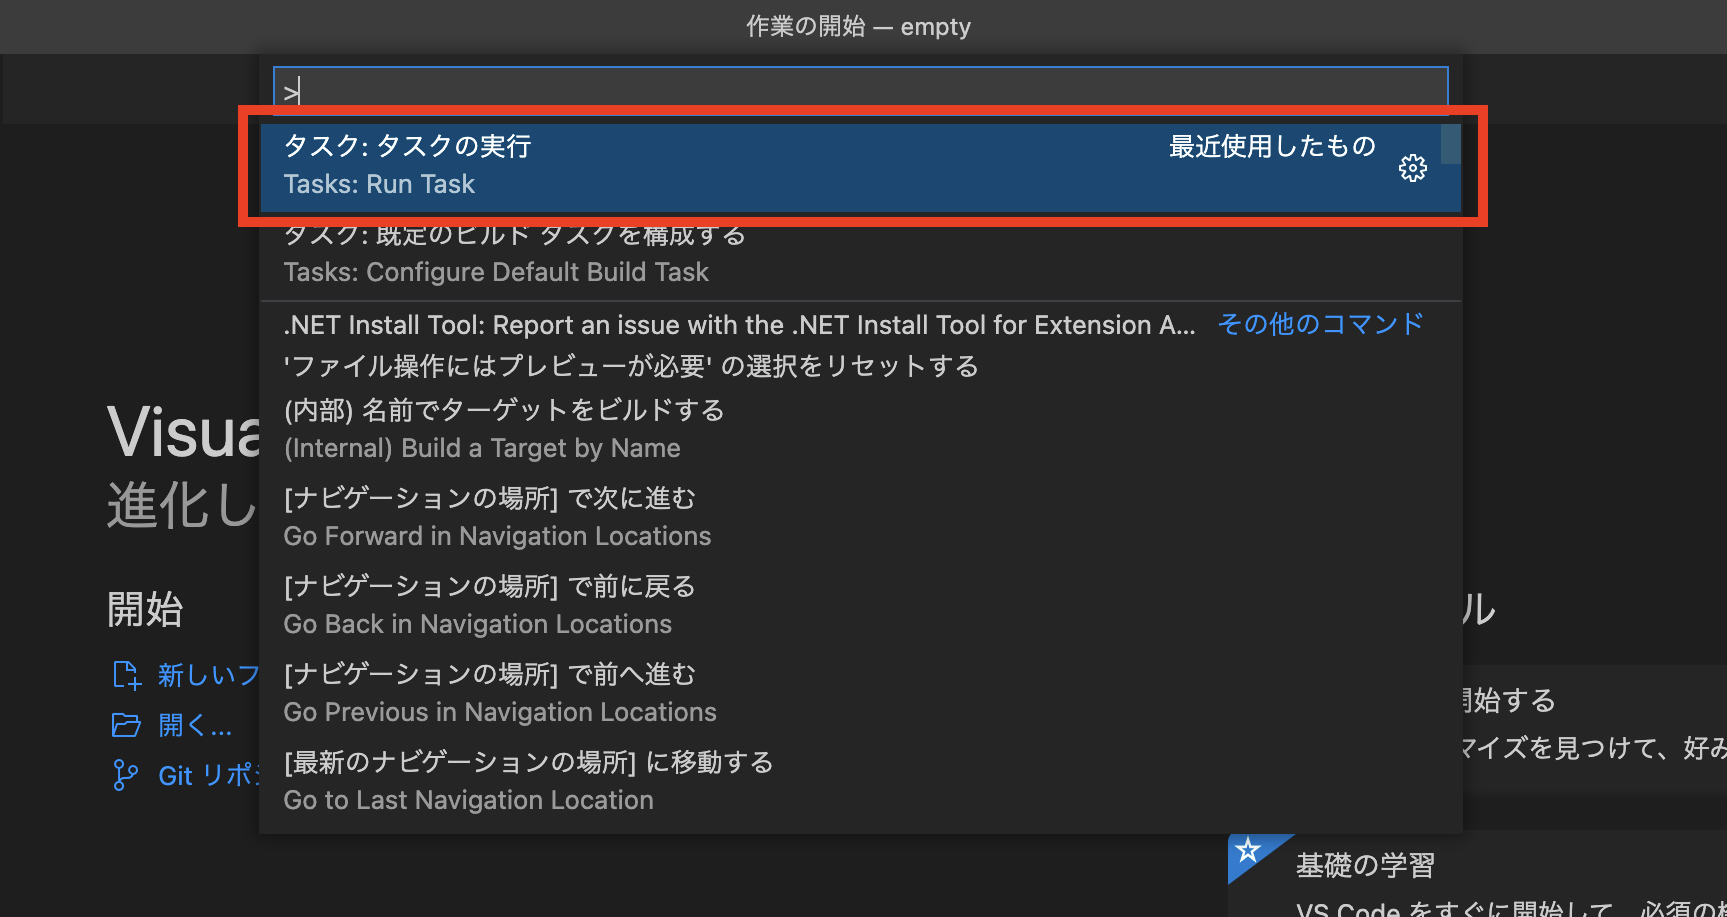 作業の開始 — empty
>
タスク: タスクの実行
最近使用したもの
Tasks: Run Task
タスク: 既定のビルド タスクを構成する
Tasks: Configure Default Build Task
.NET Install Tool: Report an issue with the .NET Install Tool for Extension A...
その他のコマンド
'ファイル操作にはプレビューが必要' の選択をリセットする
(内部) 名前でターゲットをビルドする
(Internal) Build a Target by Name
[ナビゲーションの場所] で次に進む
Go Forward in Navigation Locations
[ナビゲーションの場所] で前に戻る
Go Back in Navigation Locations
[ナビゲーションの場所] で前へ進む
Go Previous in Navigation Locations
[最新のナビゲーションの場所] に移動する
Go to Last Navigation Location
Visua
進化し
開始
新しいフ
開く...
Git リポジ
ル
開始する
マイズを見つけて、好み
基礎の学習
VS Code をすぐに開始して、必須の